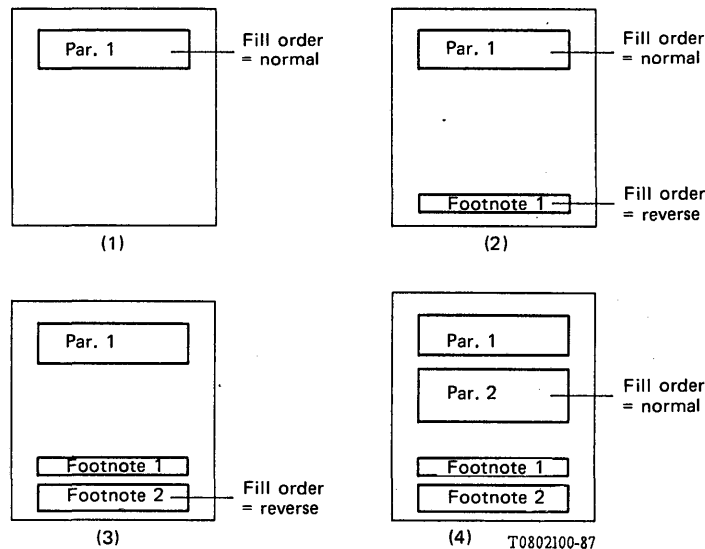 Par. 1
Fill order
= normal
(1)
Par. 1
Fill order
= normal
Footnote 1
Fill order
= reverse
(2)
Par. 1
Footnote 1
Footnote 2
Fill order
= reverse
(3)
Par. 1
Par. 2
Fill order
= normal
Footnote 1
Footnote 2
(4)
T0802100-87